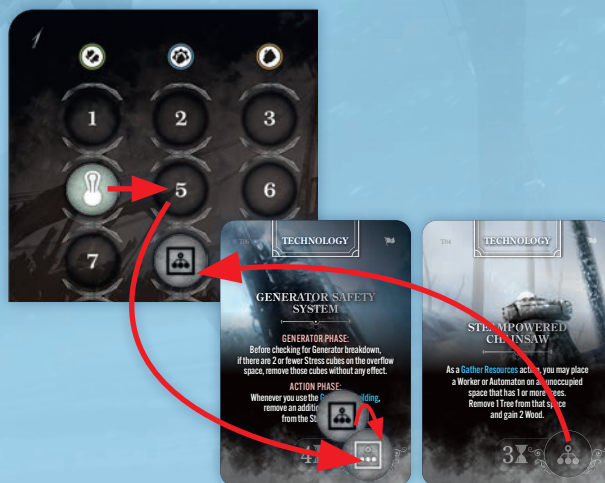 1 2 3
5 6
7
TECHNOLOGY
GENERATOR SAFETY
SYSTEM
GENERATOR PHASE:
Before checking for Generator breakdown,
if there are 2 or fewer Stress cubes on the overflow
space, remove those cubes without any effect.
ACTION PHASE:
Whenever you use the
remove an
from the
4
TECHNOLOGY
STEAMPOWERED
CHAINSAW
As a Gather Resources action, you may place
a Worker or Automaton on an unoccupied
space that has 1 or more Trees.
Remove 1 Tree from that space
and gain 2 Wood.
3